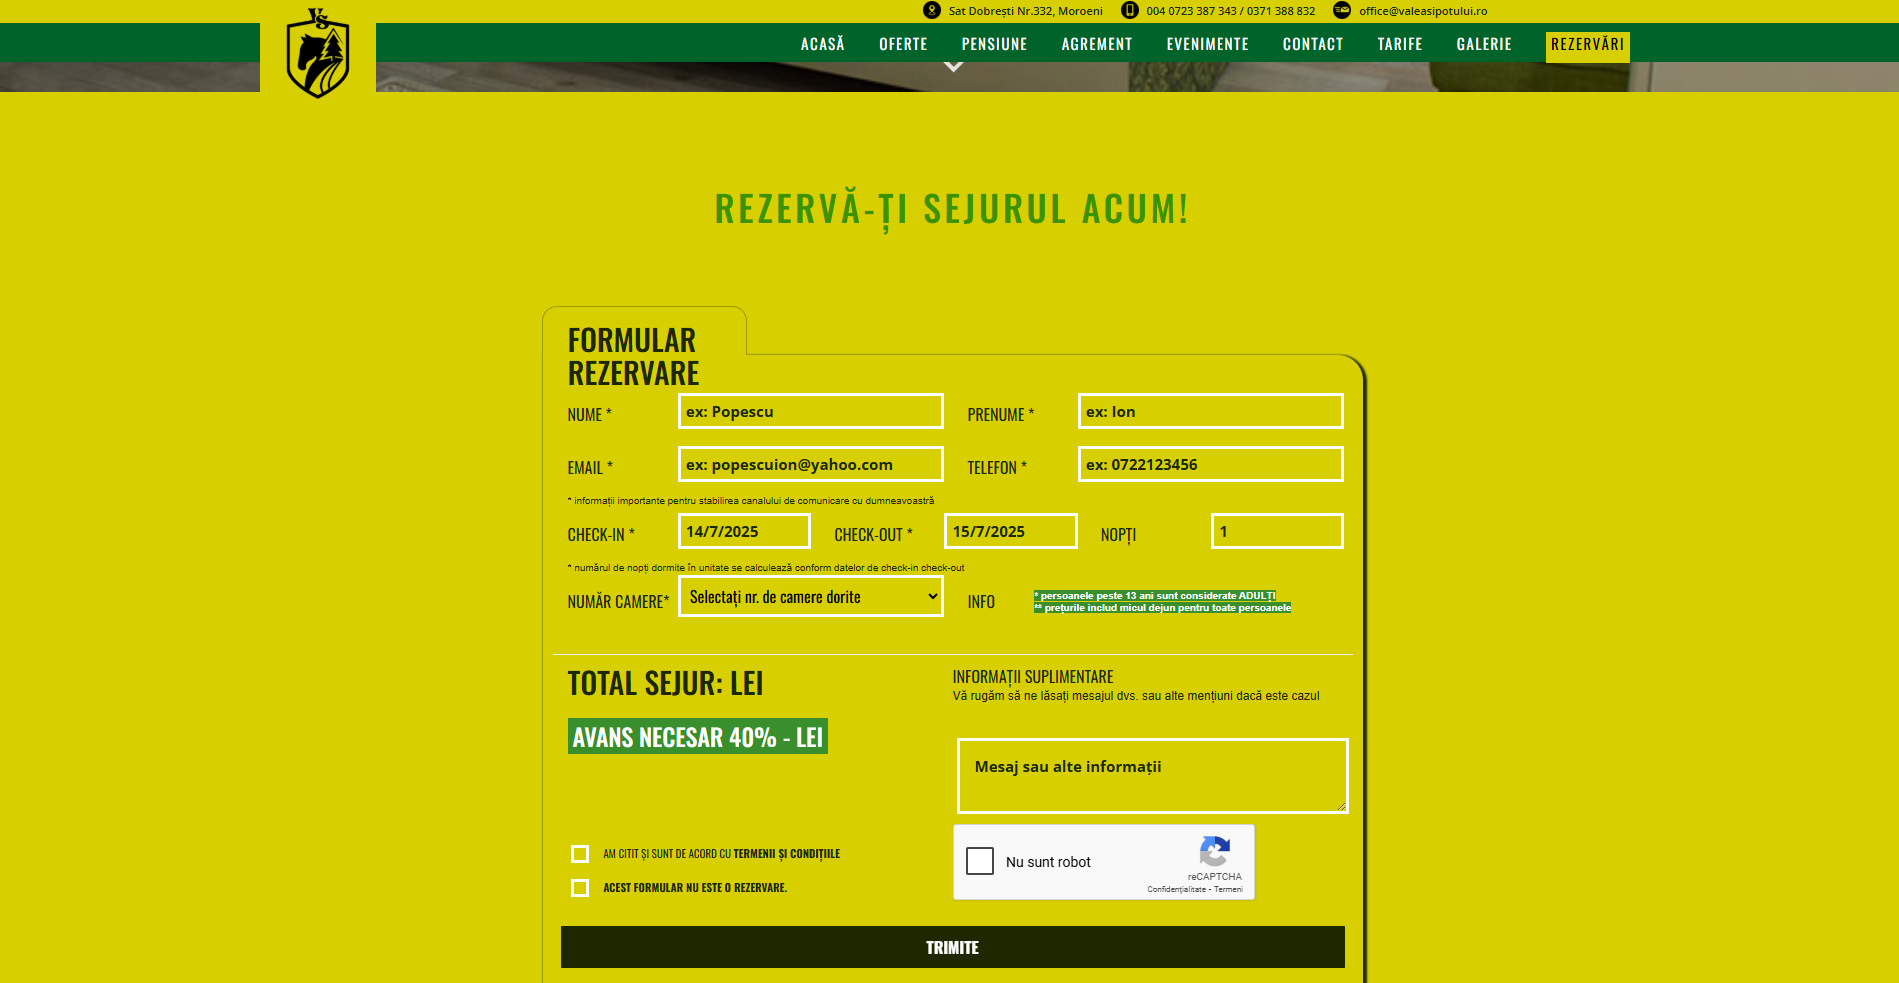 Sat Dobrești Nr.332, Moroeni 004 0723 387 343 / 0371 388 832 office@valeasipotului.ro
VS
ACASĂ OFERTE PENSIUNE AGREMENT EVENIMENTE CONTACT TARIFE GALERIE REZERVĂRI
REZERVĂ-ȚI SEJURUL ACUM!
FORMULAR
REZERVARE
NUME * ex: Popescu PRENUME * ex: Ion
EMAIL * ex: popescuion@yahoo.com TELEFON * ex: 0722123456
* informații importante pentru stabilirea canalului de comunicare cu dumneavoastră
CHECK-IN * 14/7/2025 CHECK-OUT * 15/7/2025 NOPȚI 1
* numărul de nopți dormite în unitate se calculează conform datelor de check-in check-out
NUMĂR CAMERE* Selectați nr. de camere dorite INFO
* persoanele peste 13 ani sunt considerate ADULȚI
** prețurile includ micul dejun pentru toate persoanele
TOTAL SEJUR: LEI
AVANS NECESAR 40% - LEI
INFORMAȚII SUPLIMENTARE
Vă rugăm să ne lăsați mesajul dvs. sau alte mențiuni dacă este cazul
Mesaj sau alte informații
AM CITIT ȘI SUNT DE ACORD CU TERMENII ȘI CONDIȚIILE
ACEST FORMULAR NU ESTE O REZERVARE.
Nu sunt robot
reCAPTCHA
Confidențialitate - Termeni
TRIMITE